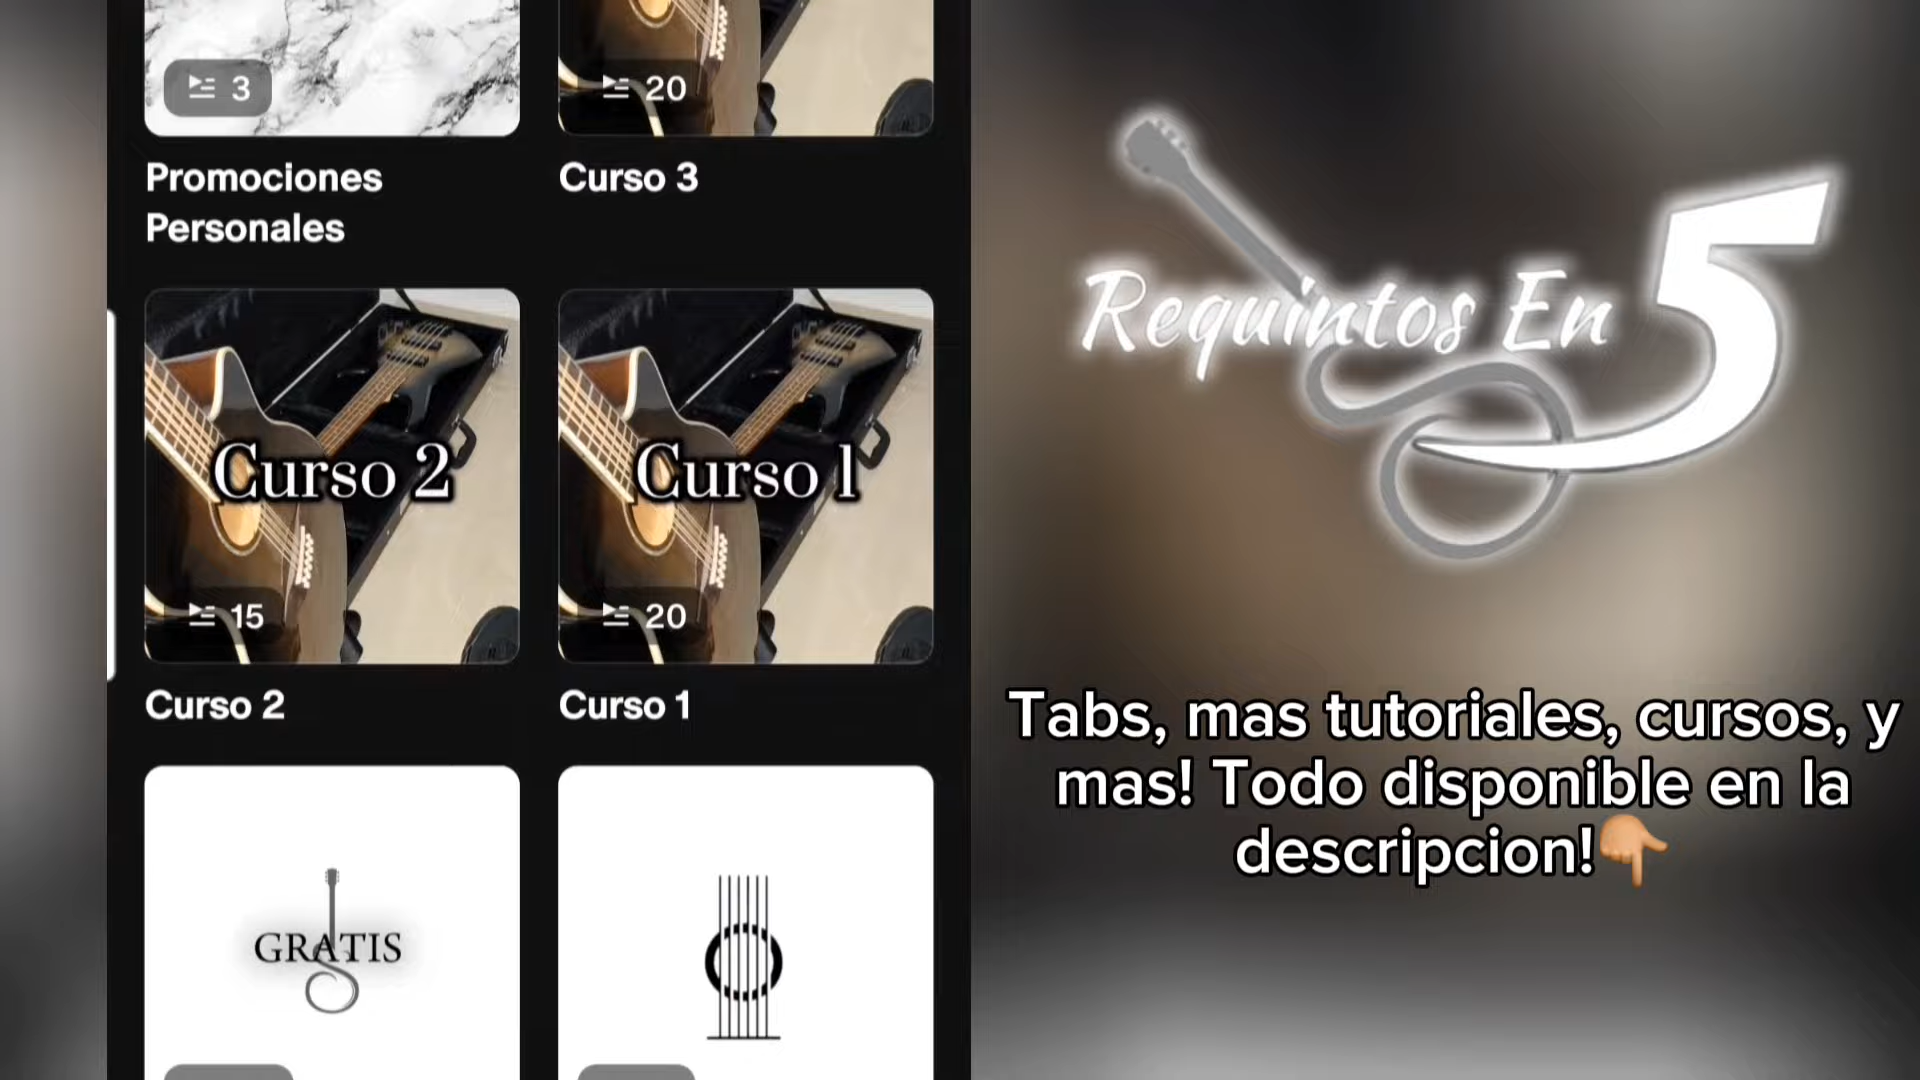 3
20
Promociones
Personales
Curso 3
Curso 2
15
Curso 1
20
Curso 2
Curso 1
GRATIS
Requintos En 5
Tabs, mas tutoriales, cursos, y
mas! Todo disponible en la
descripcion!👇🏽